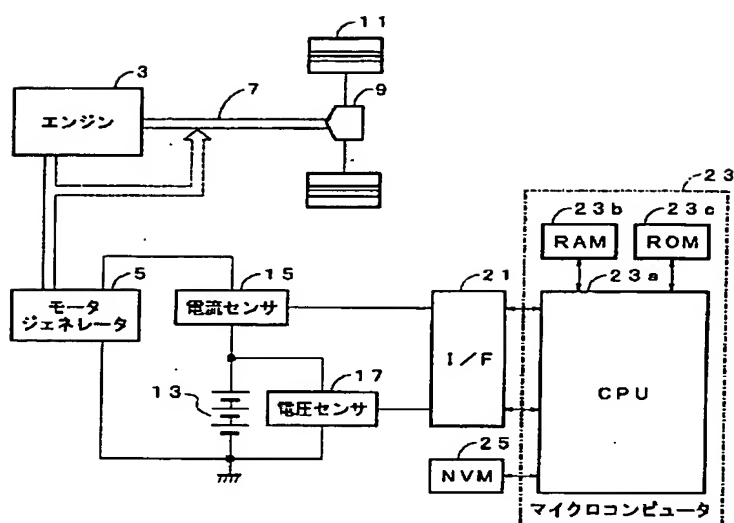 11
3
7
9
エンジン
23
23b
23c
RAM
ROM
5
15
21
23a
モータ
ジェネレータ
電流センサ
I/F
CPU
13
17
電圧センサ
25
NVM
マイクロコンピュータ